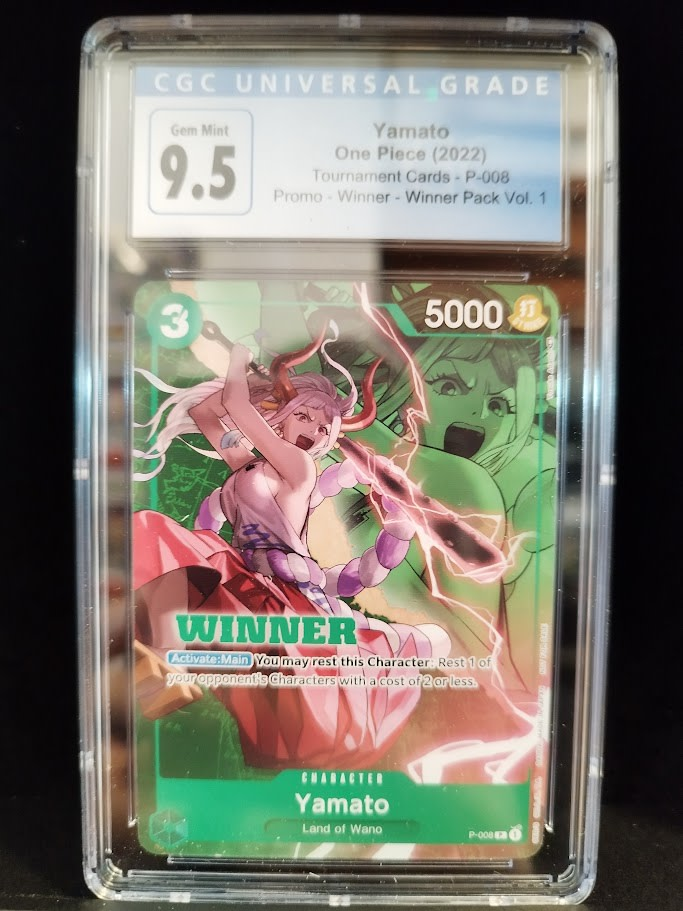 CGC UNIVERSAL GRADE
Gem Mint
9.5
Yamato
One Piece (2022)
Tournament Cards - P-008
Promo - Winner - Winner Pack Vol. 1
3
5000
打
WINNER
Activate:Main You may rest this Character: Rest 1 of
your opponent's Characters with a cost of 2 or less.
CHARACTER
Yamato
Land of Wano
P-008 P 1